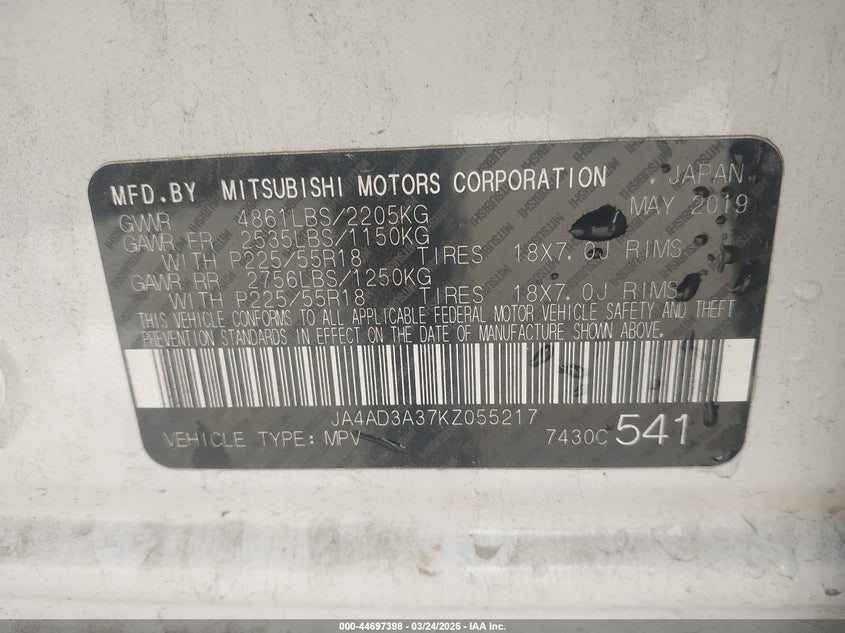 MFD.BY MITSUBISHI MOTORS CORPORATION . JAPAN
GVWR 4861LBS/2205KG MAY 2019
GAWR FR 2535LBS/1150KG
WITH P225/55R18 TIRES 18X7.0J RIMS
GAWR RR 2756LBS/1250KG
WITH P225/55R18 TIRES 18X7.0J RIMS
THIS VEHICLE CONFORMS TO ALL APPLICABLE FEDERAL MOTOR VEHICLE SAFETY AND THEFT
PREVENTION STANDARDS IN EFFECT ON THE DATE OF MANUFACTURE SHOWN ABOVE.
JA4AD3A37KZ055217
VEHICLE TYPE: MPV 7430C 541
000-44697398 - 03/24/2026 - IAA Inc.